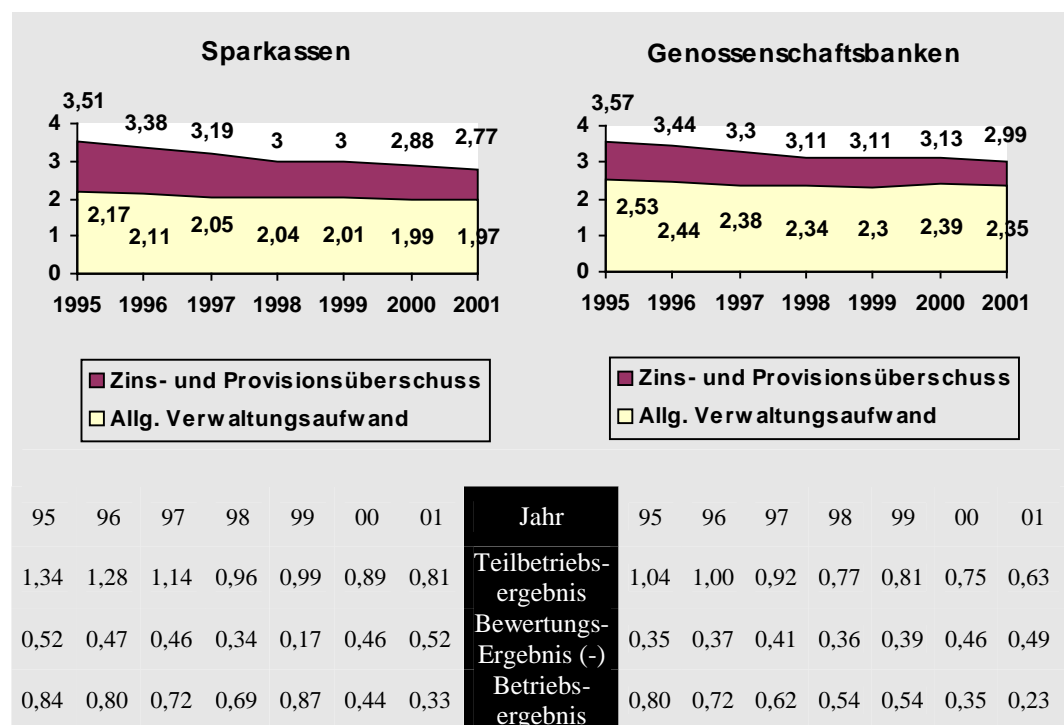 Sparkassen
3,51
3,38
3,19
3
3
2,88
2,77
4
3
2
1
0
2,17
2,11
2,05
2,04
2,01
1,99
1,97
1995 1996 1997 1998 1999 2000 2001
Zins- und Provisionsüberschuss
Allg. Verwaltungsaufwand
Genossenschaftsbanken
3,57
3,44
3,3
3,11
3,11
3,13
2,99
4
3
2
1
0
2,53
2,44
2,38
2,34
2,3
2,39
2,35
1995 1996 1997 1998 1999 2000 2001
Zins- und Provisionsüberschuss
Allg. Verwaltungsaufwand
95 96 97 98 99 00 01 Jahr 95 96 97 98 99 00 01
1,34 1,28 1,14 0,96 0,99 0,89 0,81 Teilbetriebs-
ergebnis 1,04 1,00 0,92 0,77 0,81 0,75 0,63
0,52 0,47 0,46 0,34 0,17 0,46 0,52 Bewertungs-
Ergebnis (-) 0,35 0,37 0,41 0,36 0,39 0,46 0,49
0,84 0,80 0,72 0,69 0,87 0,44 0,33 Betriebs-
ergebnis 0,80 0,72 0,62 0,54 0,54 0,35 0,23